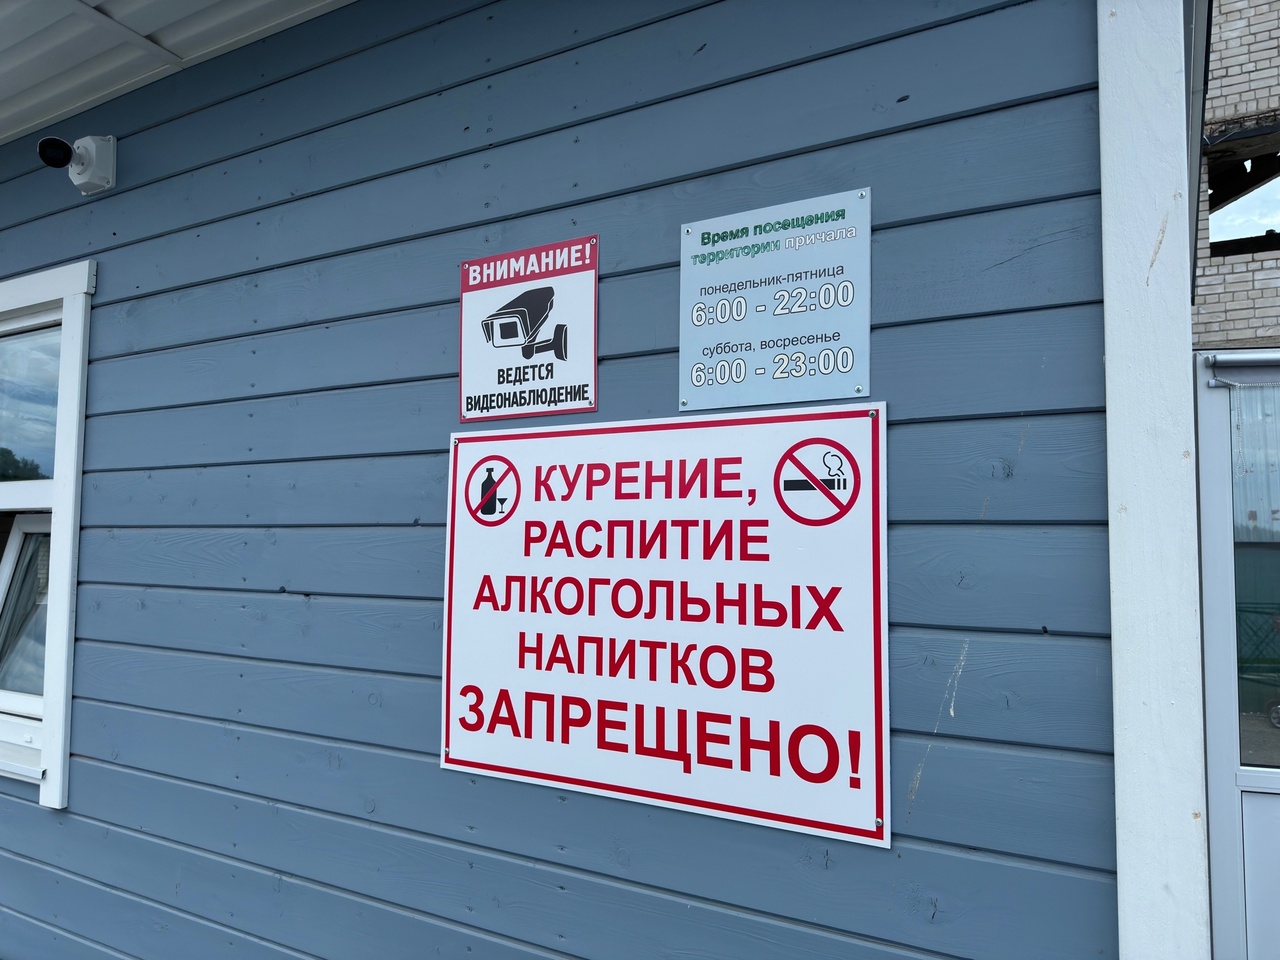 ВНИМАНИЕ!
ВЕДЕТСЯ
ВИДЕОНАБЛЮДЕНИЕ
Время посещения
территории причала
понедельник-пятница
6:00 - 22:00
суббота, восресенье
6:00 - 23:00
КУРЕНИЕ,
РАСПИТИЕ
АЛКОГОЛЬНЫХ
НАПИТКОВ
ЗАПРЕЩЕНО!